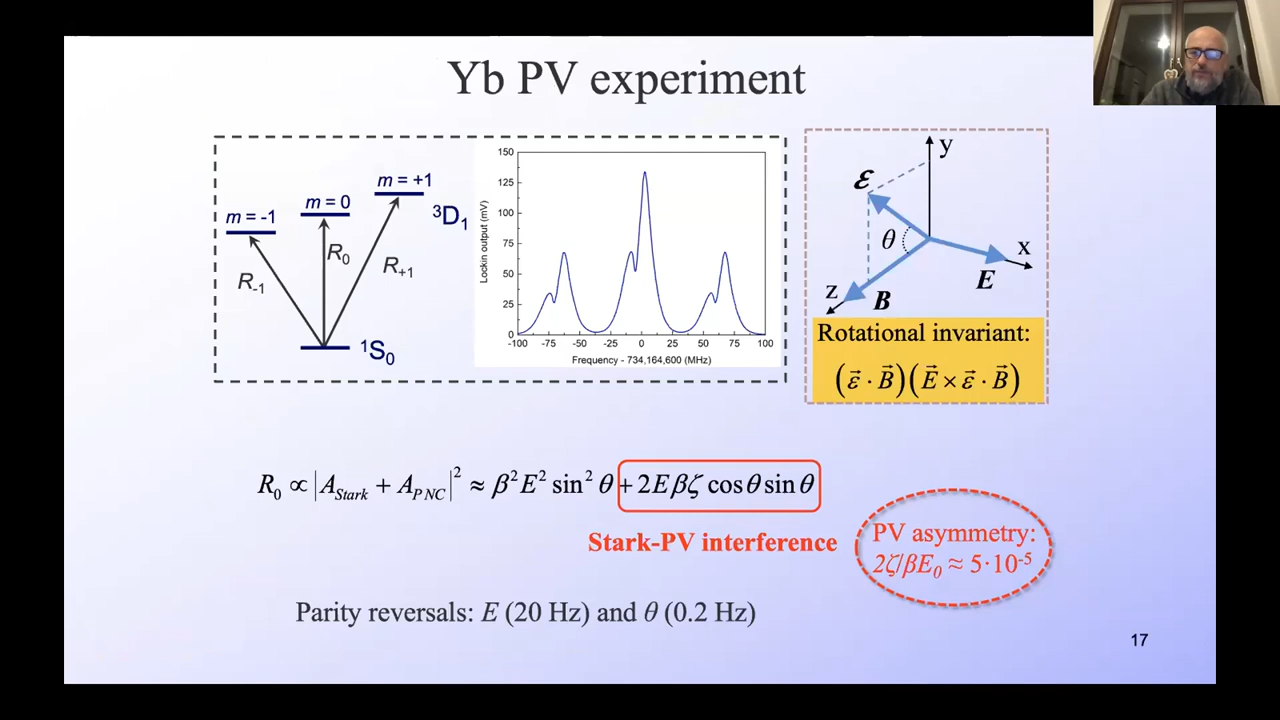 Yb PV experiment
m = -1
m = 0
m = +1
³D₁
R₋₁
R₀
R₊₁
¹S₀
Lockin output (mV)
150
125
100
75
50
25
0
-100 -75 -50 -25 0 25 50 75 100
Frequency - 734,164,600 (MHz)
y
ℰ
θ
x
E
z
B
Rotational invariant:
(ε⃗ · B⃗)(E⃗ × ε⃗ · B⃗)
R₀ ∝ |A_Stark + A_PNC|² ≈ β²E² sin² θ + 2Eβζ cos θ sin θ
Stark-PV interference
PV asymmetry:
2ζ/βE₀ ≈ 5·10⁻⁵
Parity reversals: E (20 Hz) and θ (0.2 Hz)
17